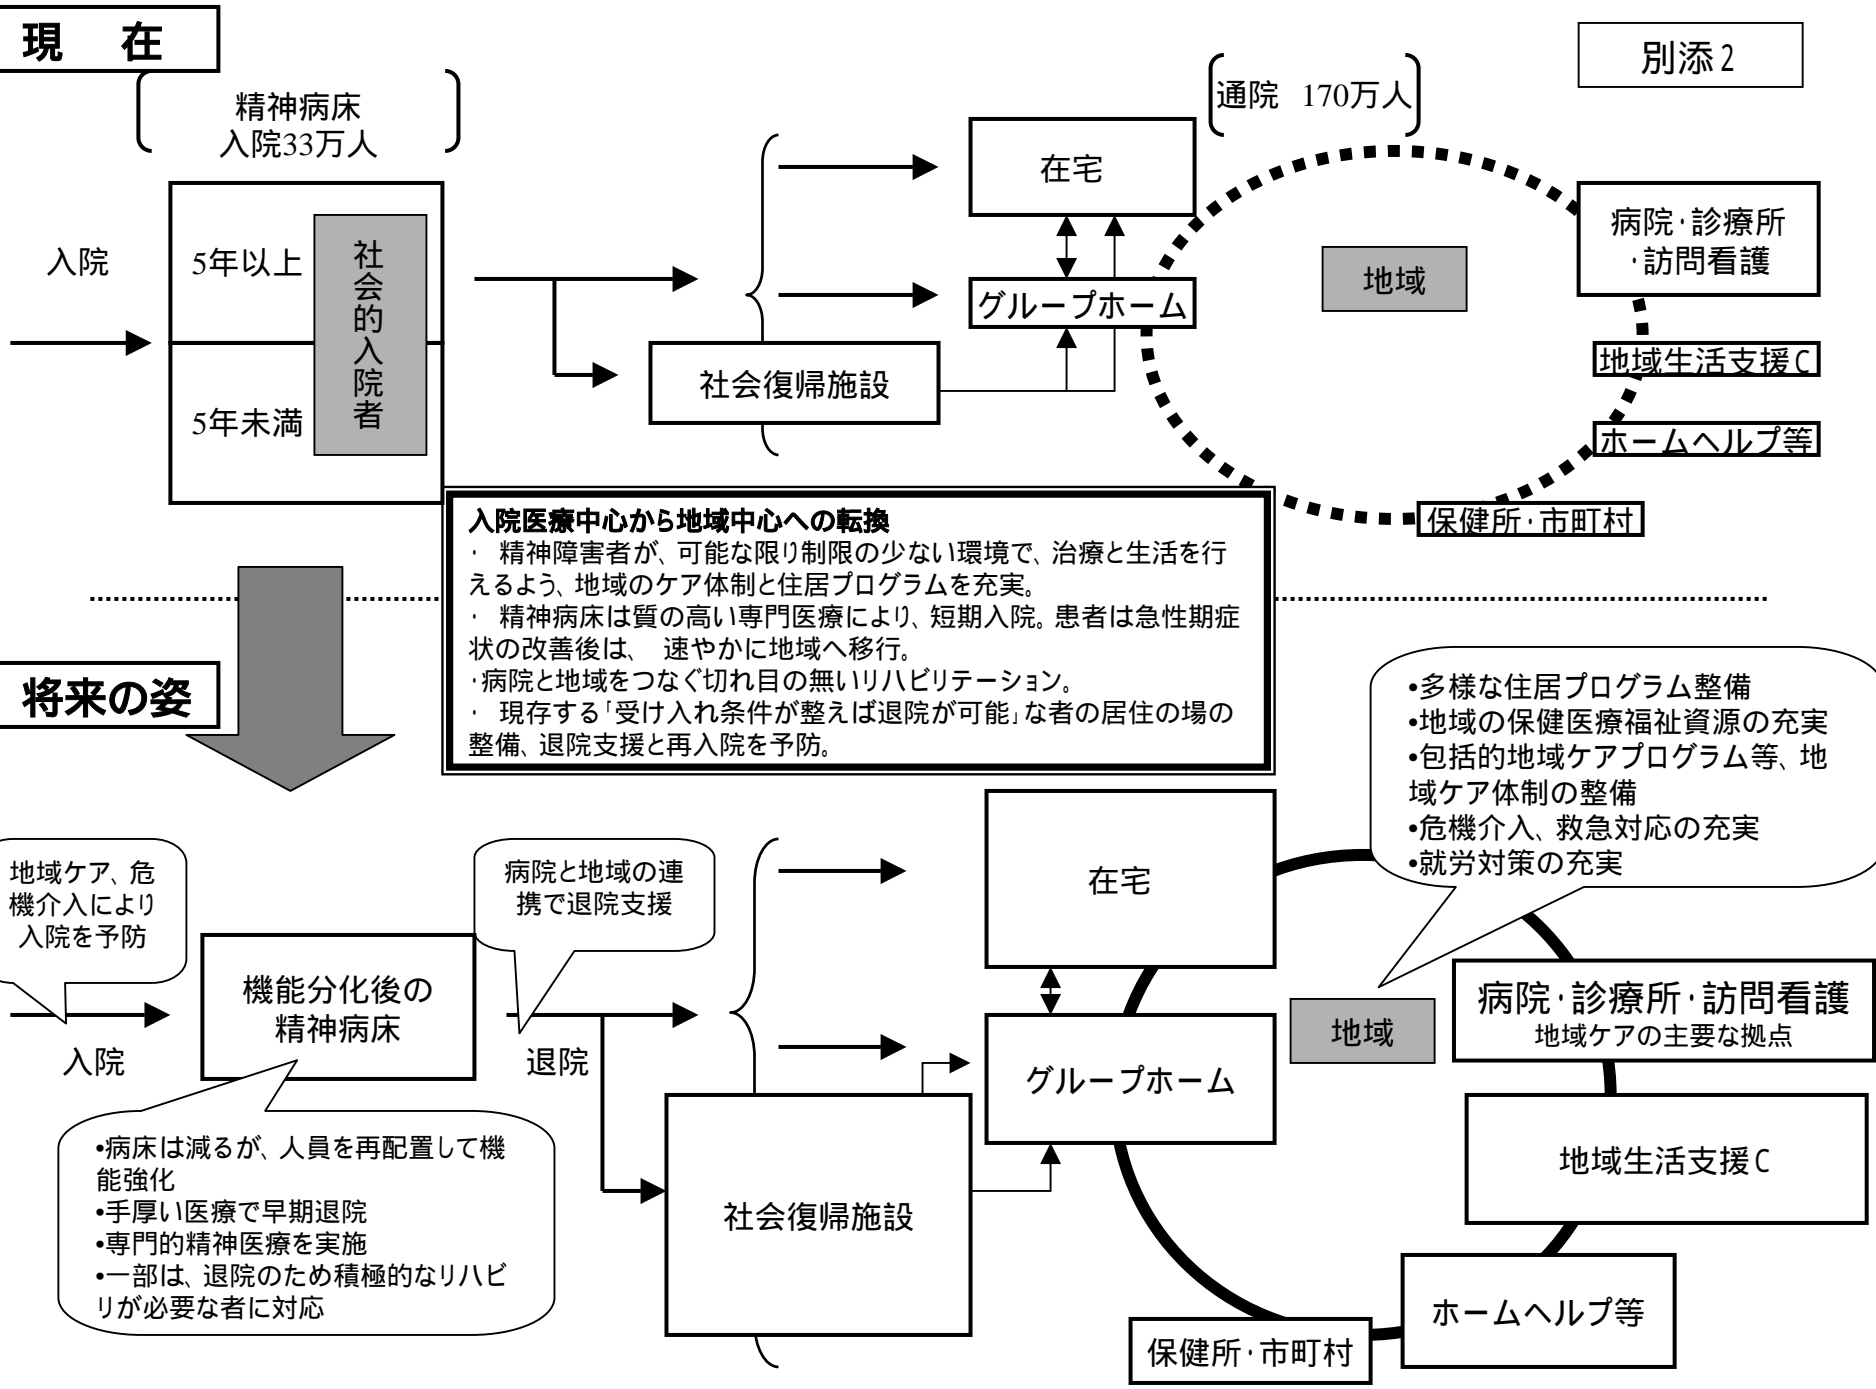 現 在
別添2
精神病床
入院33万人
通院 170万人
入院
5年以上
5年未満
社会的入院者
在宅
グループホーム
社会復帰施設
地域
病院・診療所
・訪問看護
地域生活支援C
ホームヘルプ等
保健所・市町村
入院医療中心から地域中心への転換
・ 精神障害者が、可能な限り制限の少ない環境で、治療と生活を行
えるよう、地域のケア体制と住居プログラムを充実。
・ 精神病床は質の高い専門医療により、短期入院。患者は急性期症
状の改善後は、 速やかに地域へ移行。
・病院と地域をつなぐ切れ目の無いリハビリテーション。
・ 現存する「受け入れ条件が整えば退院が可能」な者の居住の場の
整備、退院支援と再入院を予防。
将来の姿
•多様な住居プログラム整備
•地域の保健医療福祉資源の充実
•包括的地域ケアプログラム等、地
域ケア体制の整備
•危機介入、救急対応の充実
•就労対策の充実
地域ケア、危
機介入により
入院を予防
病院と地域の連
携で退院支援
入院
機能分化後の
精神病床
退院
在宅
グループホーム
社会復帰施設
地域
病院・診療所・訪問看護
地域ケアの主要な拠点
地域生活支援C
ホームヘルプ等
保健所・市町村
•病床は減るが、人員を再配置して機
能強化
•手厚い医療で早期退院
•専門的精神医療を実施
•一部は、退院のため積極的なリハビ
リが必要な者に対応